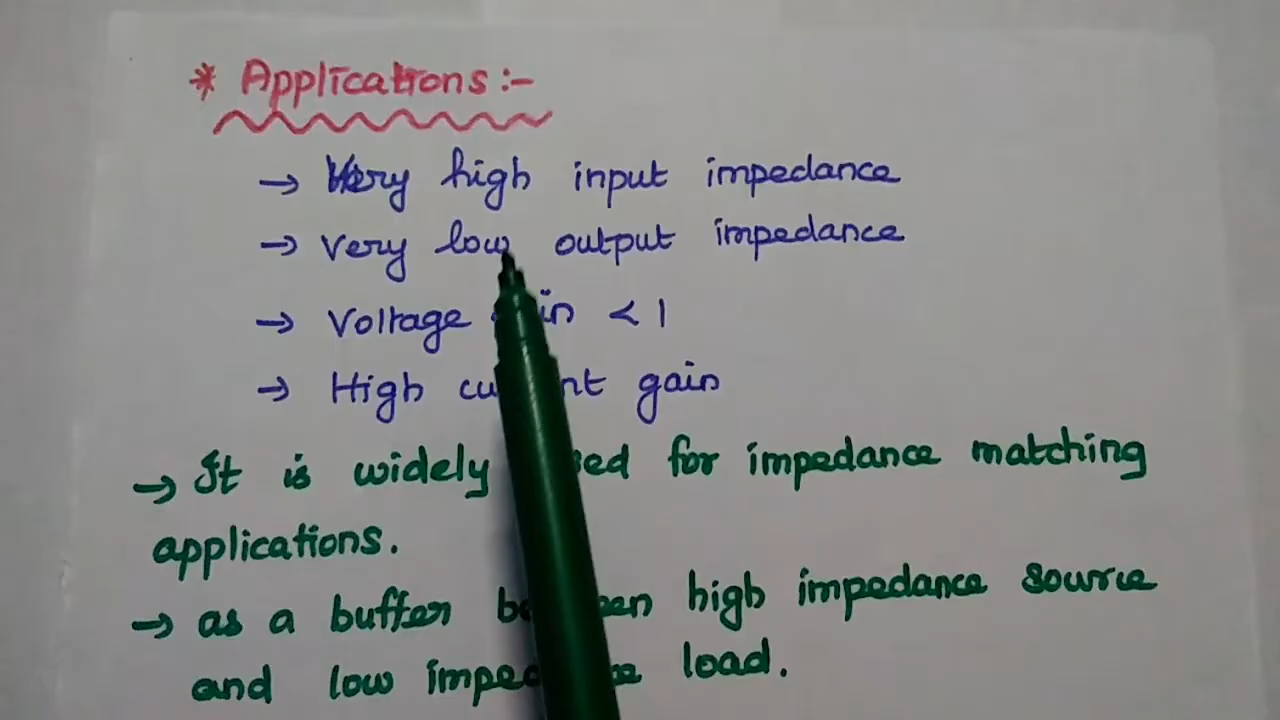 * Applications:-
→ Very high input impedance
→ Very low output impedance
→ Voltage in < 1
→ High gain
→ It is widely for impedance matching
applications.
→ as a buffer high impedance source
and low load.